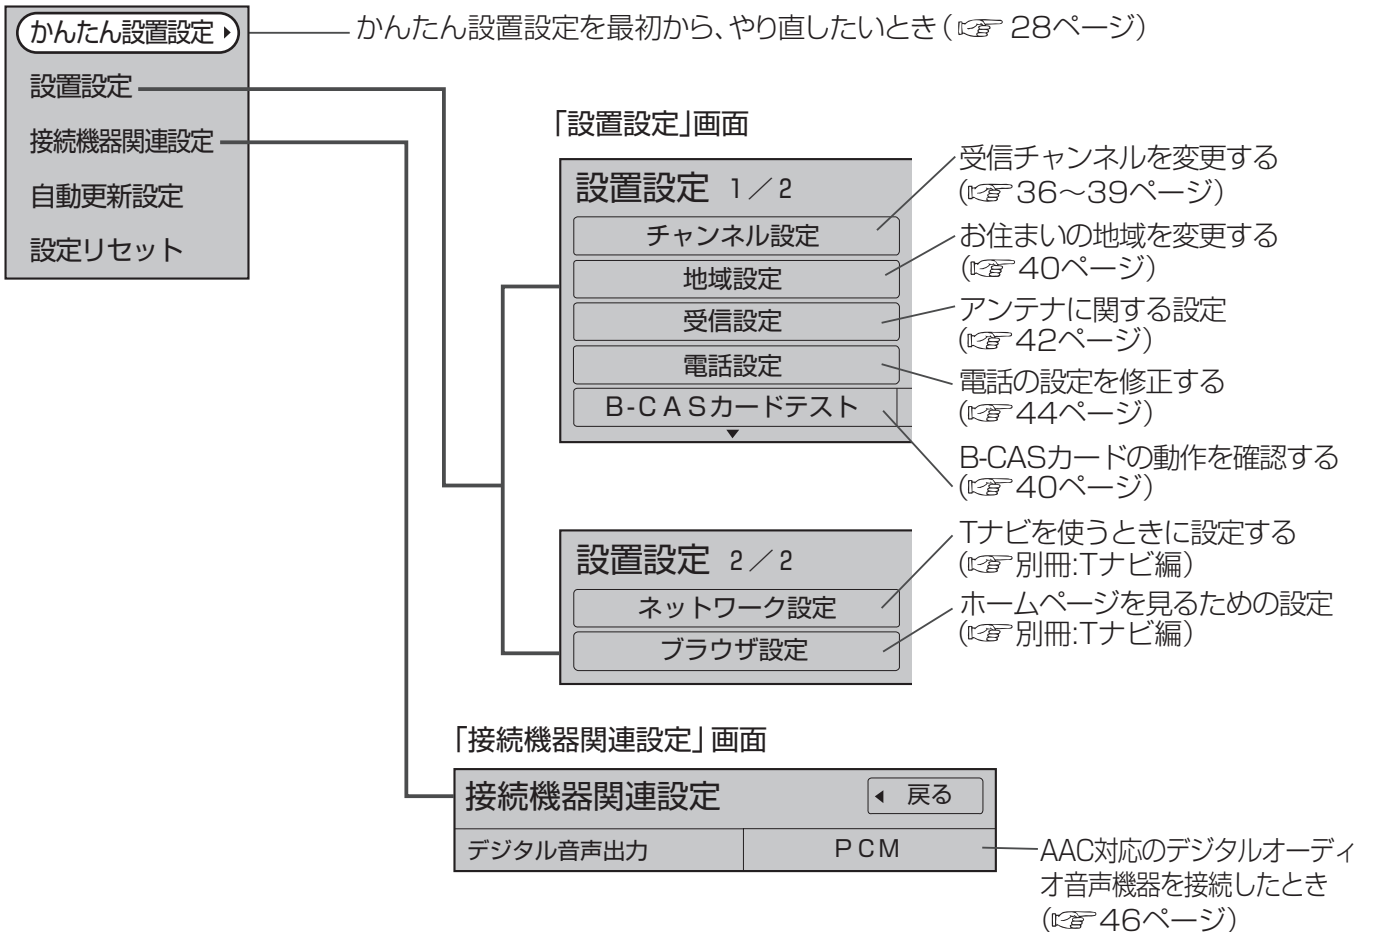 かんたん設置設定
かんたん設置設定を最初から、やり直したいとき(☞28ページ)
設置設定
接続機器関連設定
自動更新設定
設定リセット
「設置設定」画面
設置設定 1／2
チャンネル設定
地域設定
受信設定
電話設定
B-CASカードテスト
受信チャンネルを変更する
(☞36～39ページ)
お住まいの地域を変更する
(☞40ページ)
アンテナに関する設定
(☞42ページ)
電話の設定を修正する
(☞44ページ)
B-CASカードの動作を確認する
(☞40ページ)
設置設定 2／2
ネットワーク設定
ブラウザ設定
Tナビを使うときに設定する
(☞別冊:Tナビ編)
ホームページを見るための設定
(☞別冊:Tナビ編)
「接続機器関連設定」画面
接続機器関連設定
戻る
デジタル音声出力
PCM
AAC対応のデジタルオーディ
オ音声機器を接続したとき
(☞46ページ)